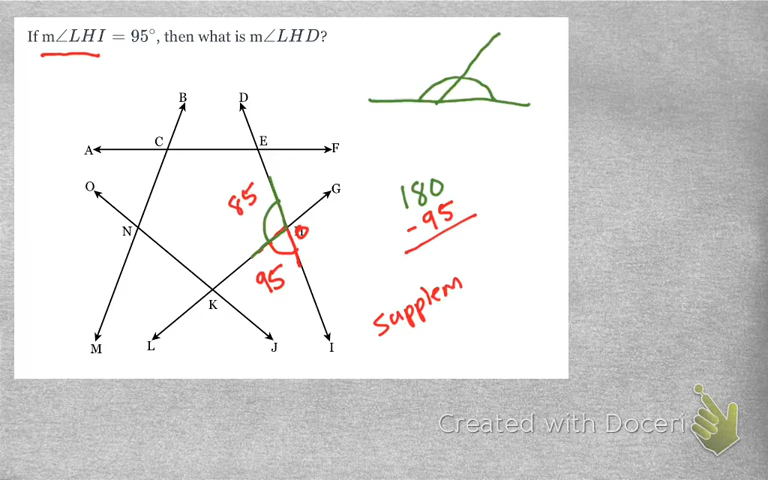 If m∠LHI = 95°, then what is m∠LHD?
B
D
C
E
A
F
O
G
85
180
- 95
N
95
K
supplem
M
L
J
I
Created with Doceri